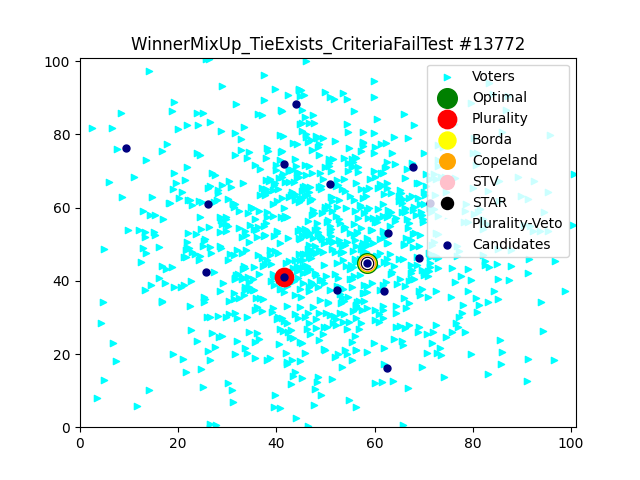 WinnerMixUp_TieExists_CriteriaFailTest #13772
Voters
Optimal
Plurality
Borda
Copeland
STV
STAR
Plurality-Veto
Candidates
100
80
60
40
20
0
0 20 40 60 80 100